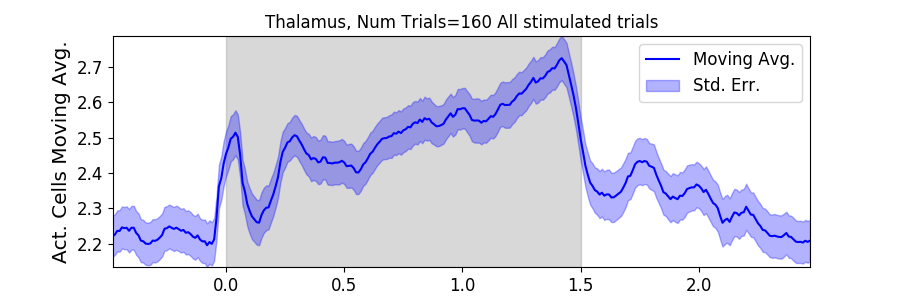 Thalamus, Num Trials=160 All stimulated trials
Act. Cells Moving Avg.
2.7
2.6
2.5
2.4
2.3
2.2
Moving Avg.
Std. Err.
0.0 0.5 1.0 1.5 2.0